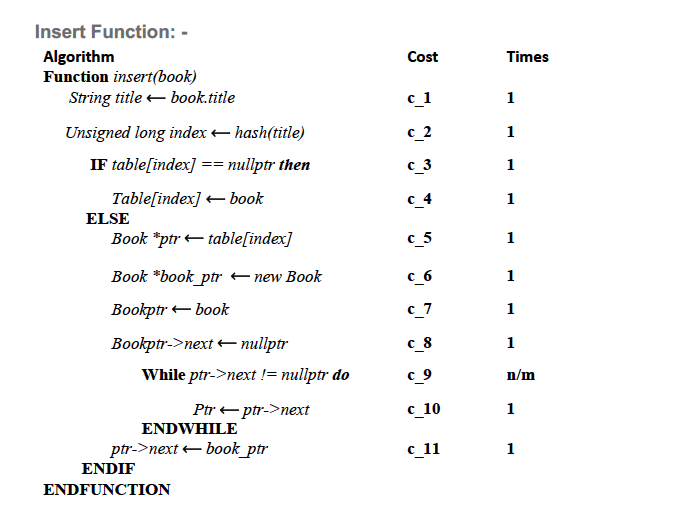 Insert Function: -
Algorithm Cost Times
Function insert(book)
String title ← book.title c_1 1
Unsigned long index ← hash(title) c_2 1
IF table[index] == nullptr then c_3 1
Table[index] ← book c_4 1
ELSE
Book *ptr ← table[index] c_5 1
Book *book_ptr ← new Book c_6 1
Bookptr ← book c_7 1
Bookptr->next ← nullptr c_8 1
While ptr->next != nullptr do c_9 n/m
Ptr ← ptr->next c_10 1
ENDWHILE
ptr->next ← book_ptr c_11 1
ENDIF
ENDFUNCTION